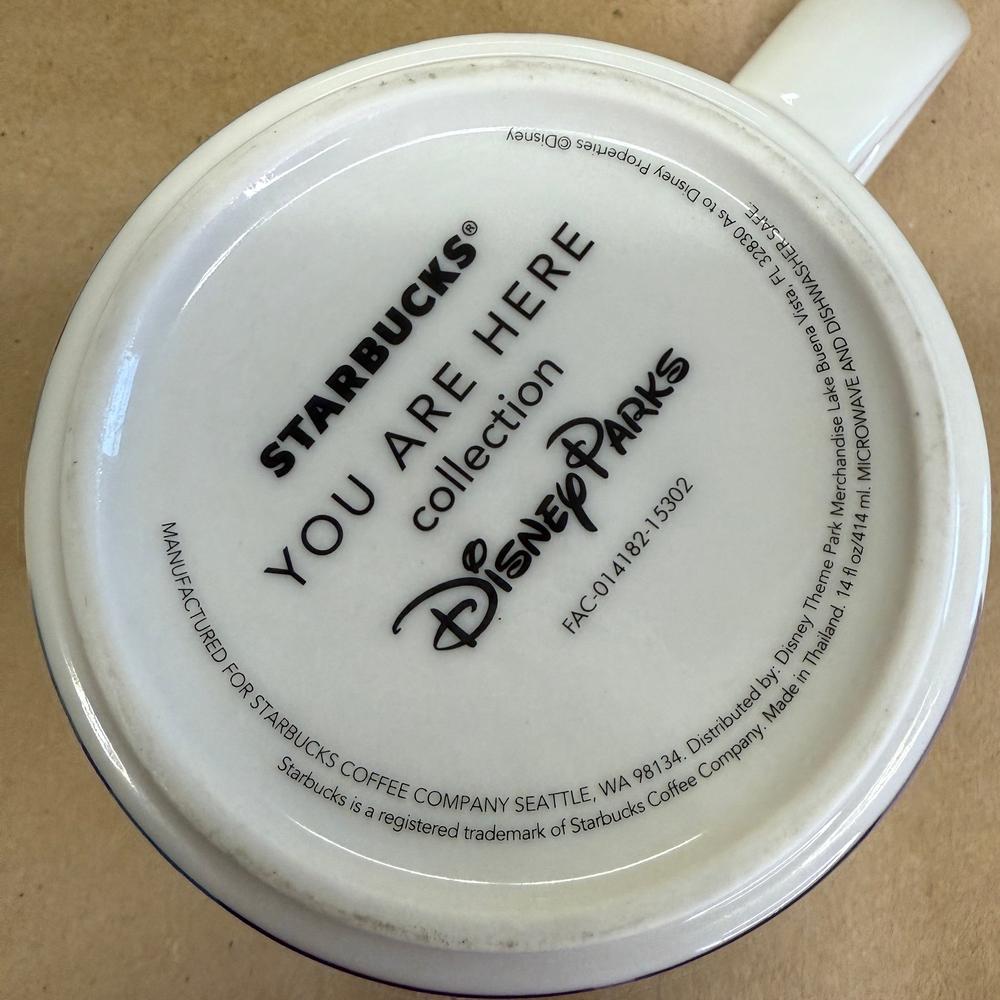 STARBUCKS®
YOU ARE HERE
collection
Disney Parks
FAC-014182-15302
MANUFACTURED FOR STARBUCKS COFFEE COMPANY SEATTLE, WA 98134. Distributed by: Disney Theme Park Merchandise Lake Buena Vista, FL 32830 As to Disney Properties ©Disney
Starbucks is a registered trademark of Starbucks Coffee Company. Made in Thailand. 14 fl oz/414 ml. MICROWAVE AND DISHWASHER SAFE.